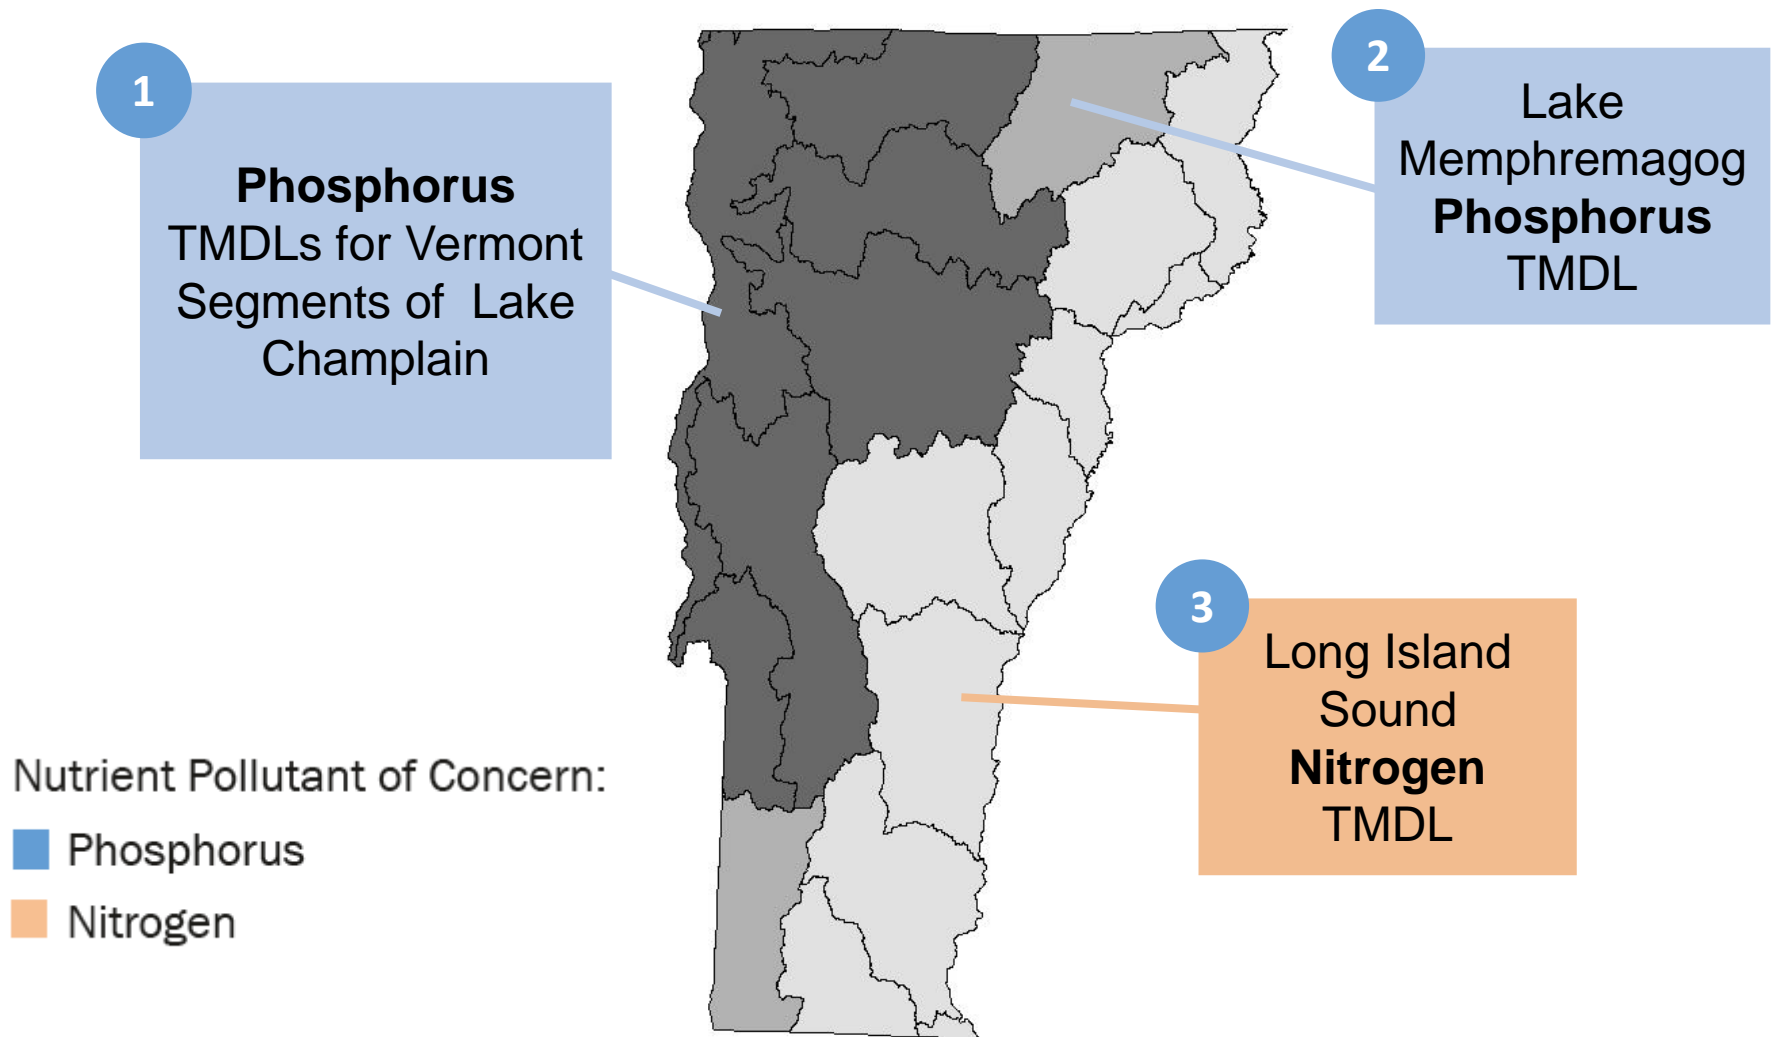 1
Phosphorus
TMDLs for Vermont
Segments of Lake
Champlain
2
Lake
Memphremagog
Phosphorus
TMDL
3
Long Island
Sound
Nitrogen
TMDL
Nutrient Pollutant of Concern:
Phosphorus
Nitrogen